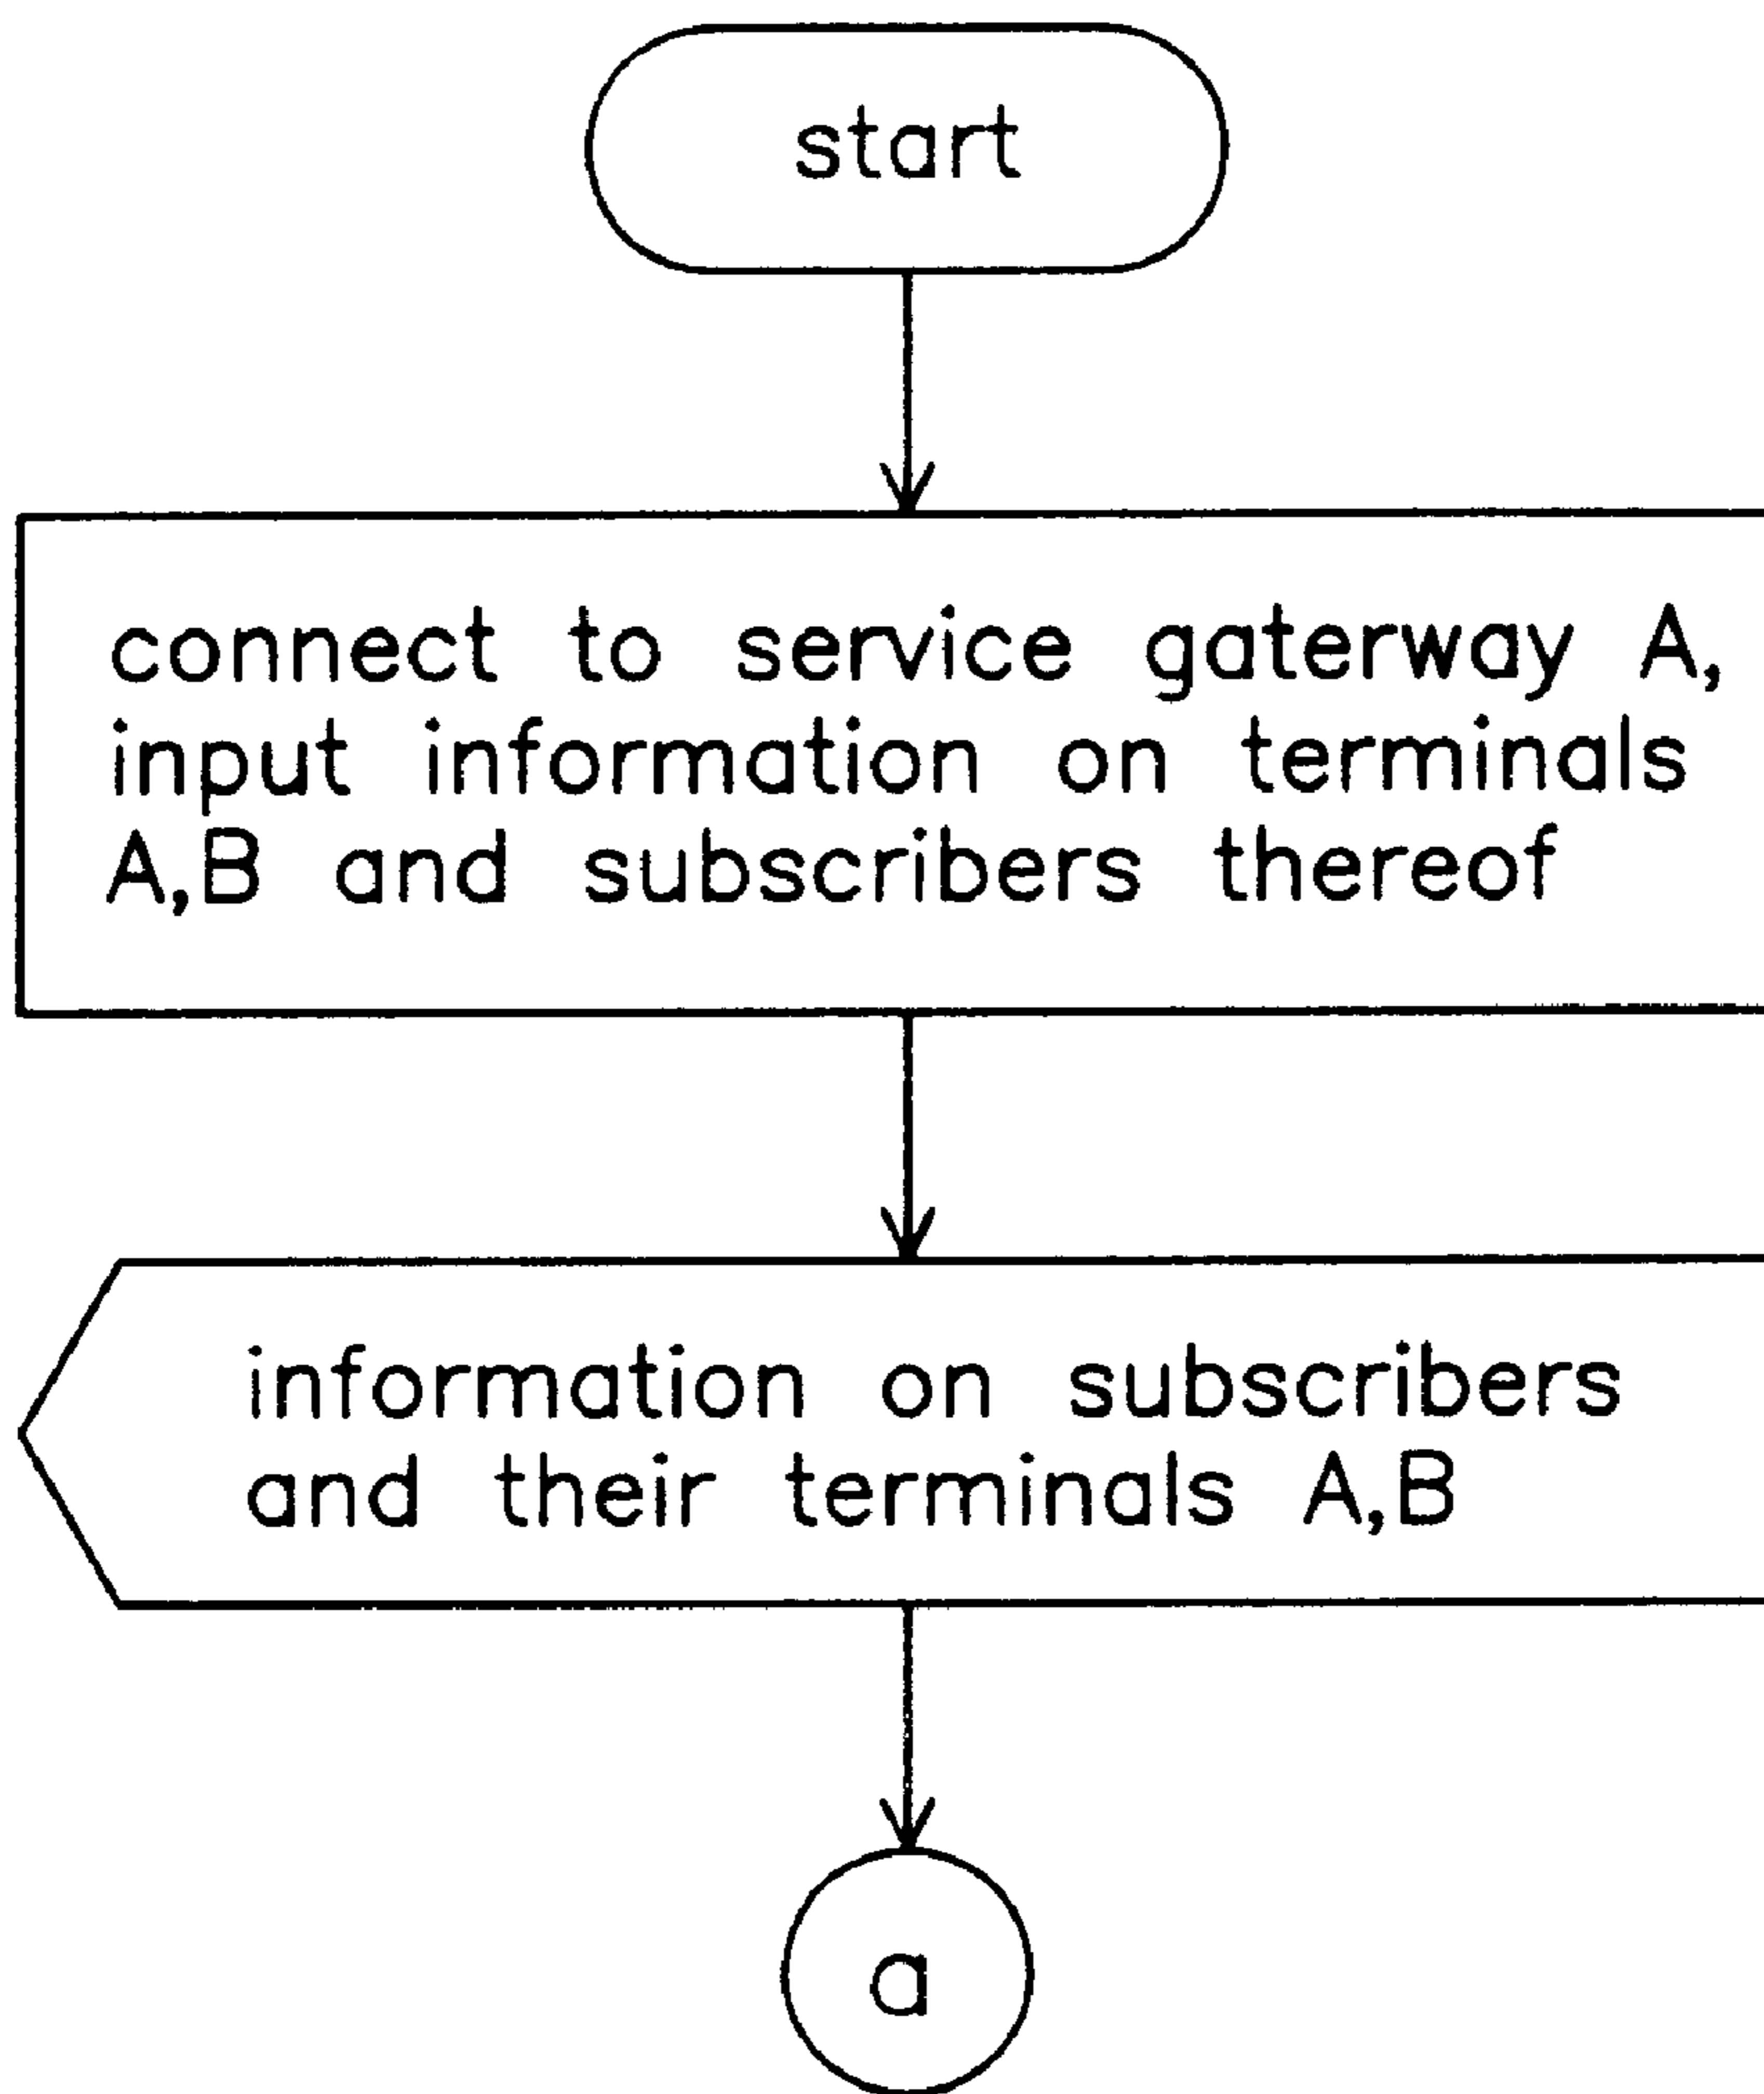 start
connect to service gaterway A,
input information on terminals
A,B and subscribers thereof
information on subscribers
and their terminals A,B
a